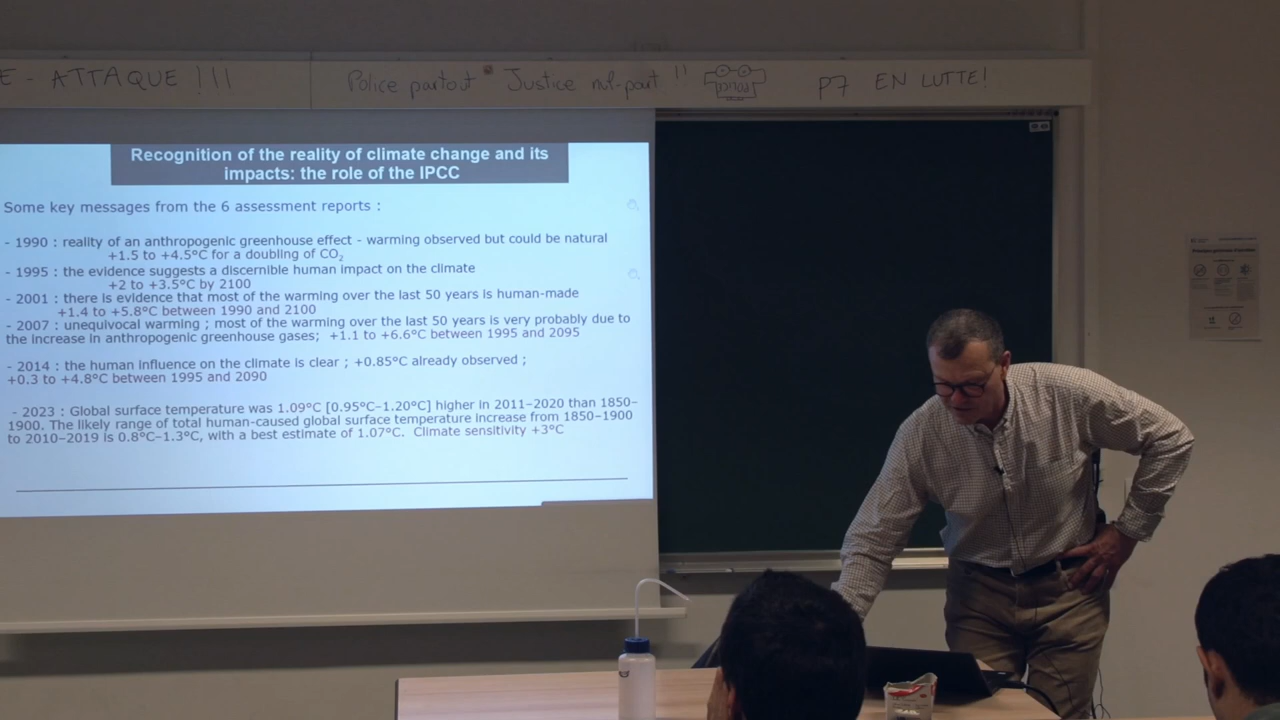 E - ATTAQUE !!!
Police partout Justice nul-part !!
P7 EN LUTTE!
Recognition of the reality of climate change and its
impacts: the role of the IPCC
Some key messages from the 6 assessment reports :
- 1990 : reality of an anthropogenic greenhouse effect - warming observed but could be natural
+1.5 to +4.5°C for a doubling of CO₂
- 1995 : the evidence suggests a discernible human impact on the climate
+2 to +3.5°C by 2100
- 2001 : there is evidence that most of the warming over the last 50 years is human-made
+1.4 to +5.8°C between 1990 and 2100
- 2007 : unequivocal warming ; most of the warming over the last 50 years is very probably due to
the increase in anthropogenic greenhouse gases; +1.1 to +6.6°C between 1995 and 2095
- 2014 : the human influence on the climate is clear ; +0.85°C already observed ;
+0.3 to +4.8°C between 1995 and 2090
- 2023 : Global surface temperature was 1.09°C [0.95°C–1.20°C] higher in 2011–2020 than 1850–
1900. The likely range of total human-caused global surface temperature increase from 1850–1900
to 2010–2019 is 0.8°C–1.3°C, with a best estimate of 1.07°C. Climate sensitivity +3°C